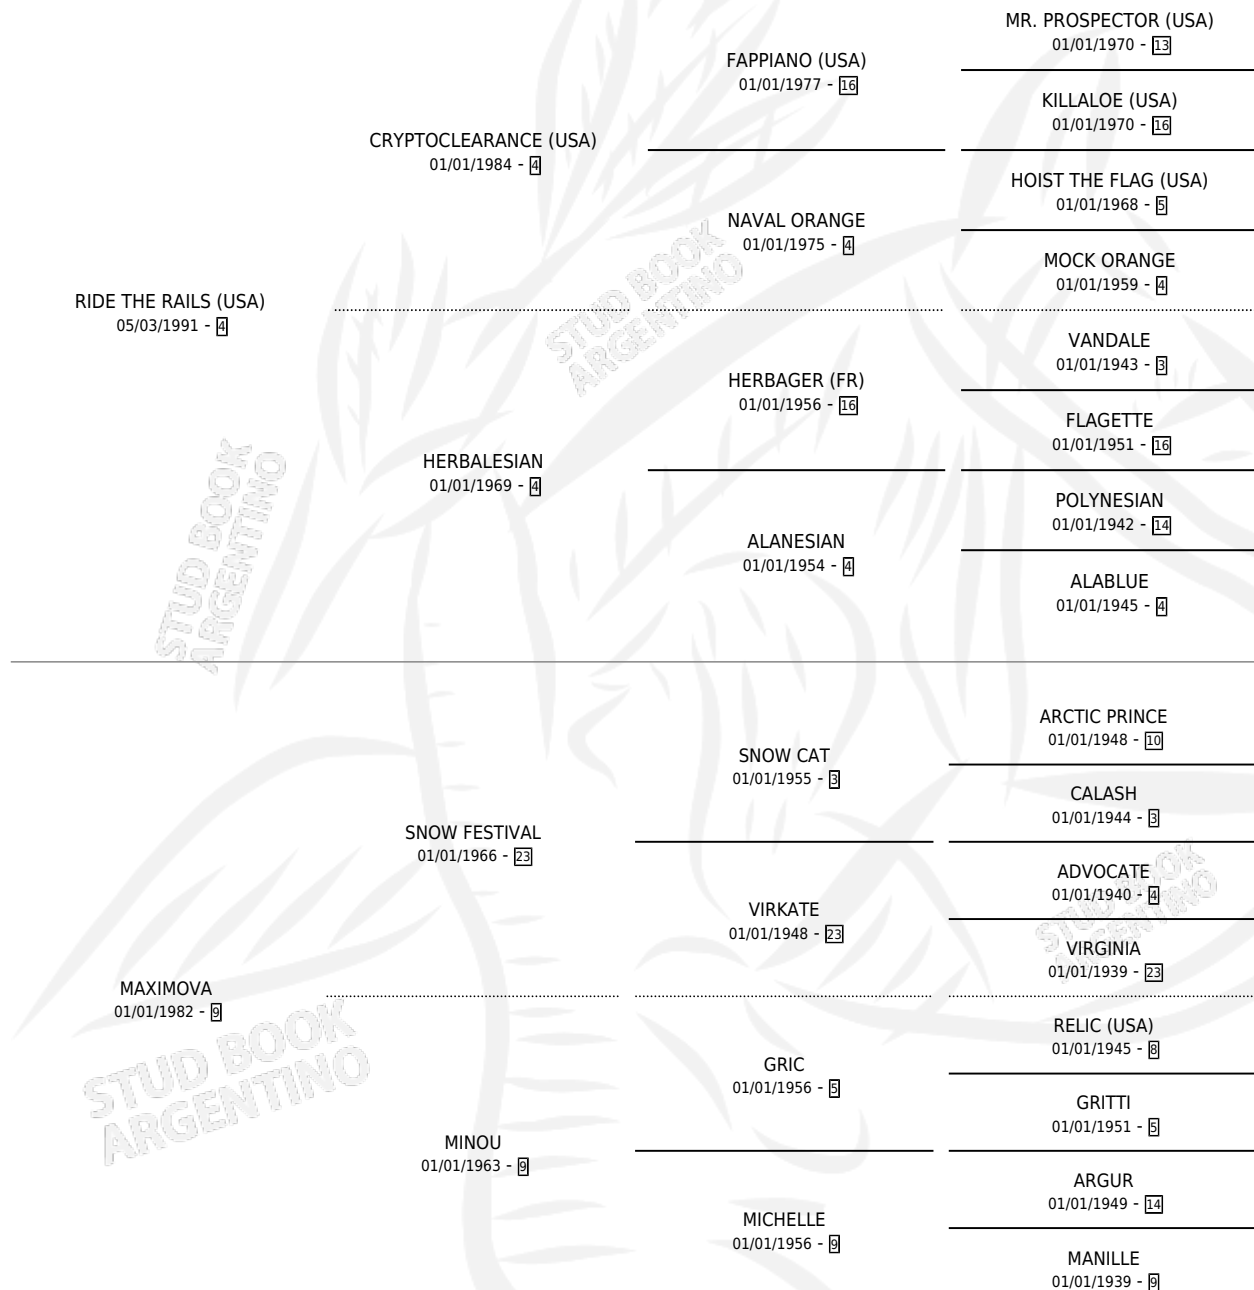 MR. PROSPECTOR (USA)
01/01/1970 - 13
FAPPIANO (USA)
01/01/1977 - 16
KILLALOE (USA)
01/01/1970 - 16
CRYPTOCLEARANCE (USA)
01/01/1984 - 4
HOIST THE FLAG (USA)
01/01/1968 - 5
NAVAL ORANGE
01/01/1975 - 4
MOCK ORANGE
01/01/1959 - 4
RIDE THE RAILS (USA)
05/03/1991 - 4
VANDALE
01/01/1943 - 3
HERBAGER (FR)
01/01/1956 - 16
FLAGETTE
01/01/1951 - 16
HERBALESIAN
01/01/1969 - 4
POLYNESIAN
01/01/1942 - 14
ALANESIAN
01/01/1954 - 4
ALABLUE
01/01/1945 - 4
ARCTIC PRINCE
01/01/1948 - 10
SNOW CAT
01/01/1955 - 3
CALASH
01/01/1944 - 3
SNOW FESTIVAL
01/01/1966 - 23
ADVOCATE
01/01/1940 - 4
VIRKATE
01/01/1948 - 23
VIRGINIA
01/01/1939 - 23
MAXIMOVA
01/01/1982 - 9
RELIC (USA)
01/01/1945 - 8
GRIC
01/01/1956 - 5
GRITTI
01/01/1951 - 5
MINOU
01/01/1963 - 9
ARGUR
01/01/1949 - 14
MICHELLE
01/01/1956 - 9
MANILLE
01/01/1939 - 9
STUD BOOK
ARGENTINO
STUD BOOK
ARGENTINO
STUD BOOK
ARGENTINO
STUD BOOK
ARGENTINO